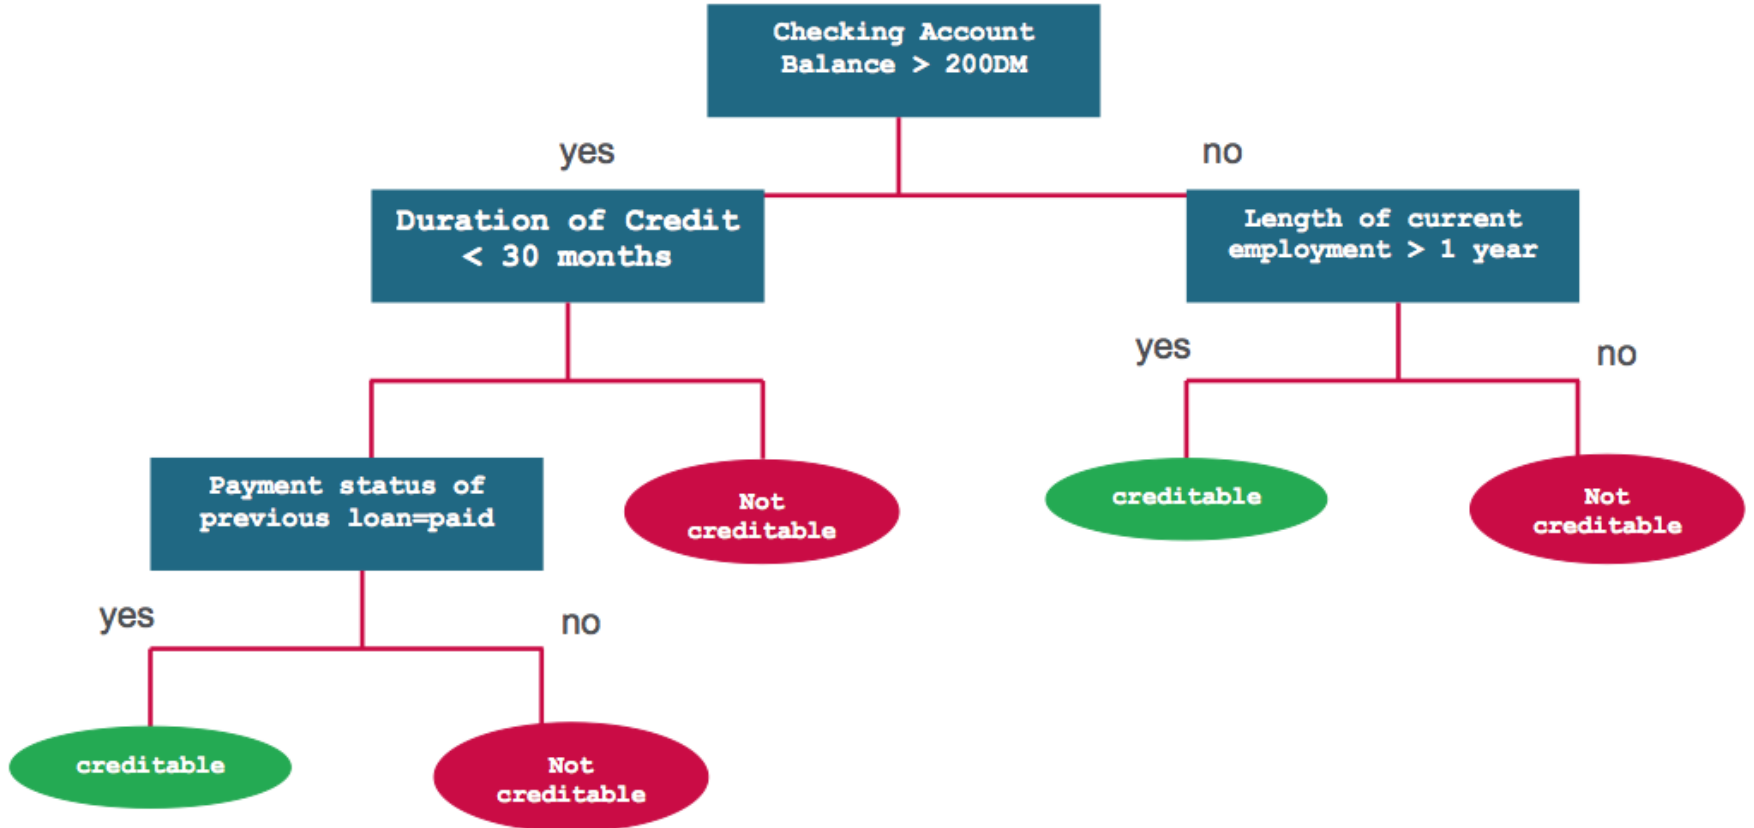 Checking Account
Balance > 200DM
yes
no
Duration of Credit
< 30 months
Length of current
employment > 1 year
yes
no
Payment status of
previous loan=paid
Not
creditable
creditable
Not
creditable
yes
no
creditable
Not
creditable